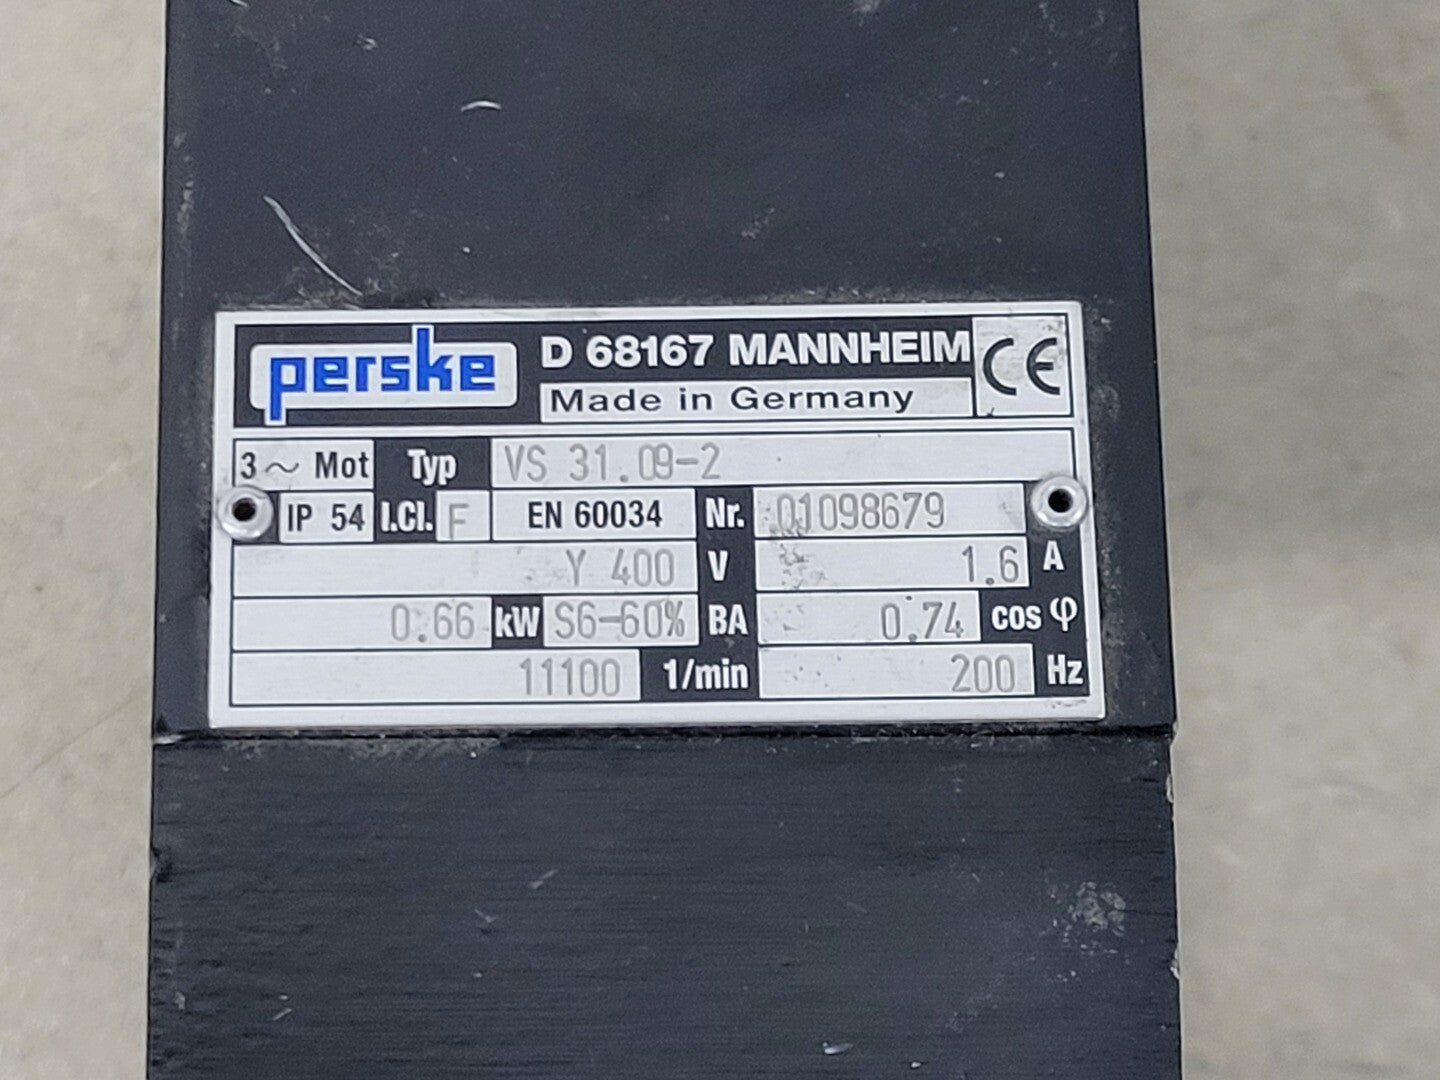 perske D 68167 MANNHEIM CE
Made in Germany
3 ~ Mot Typ VS 31.09-2
IP 54 I.Cl. F EN 60034 Nr. 01098679
Y 400 V 1.6 A
0.66 kW S6-60% BA 0.74 cos φ
11100 1/min 200 Hz